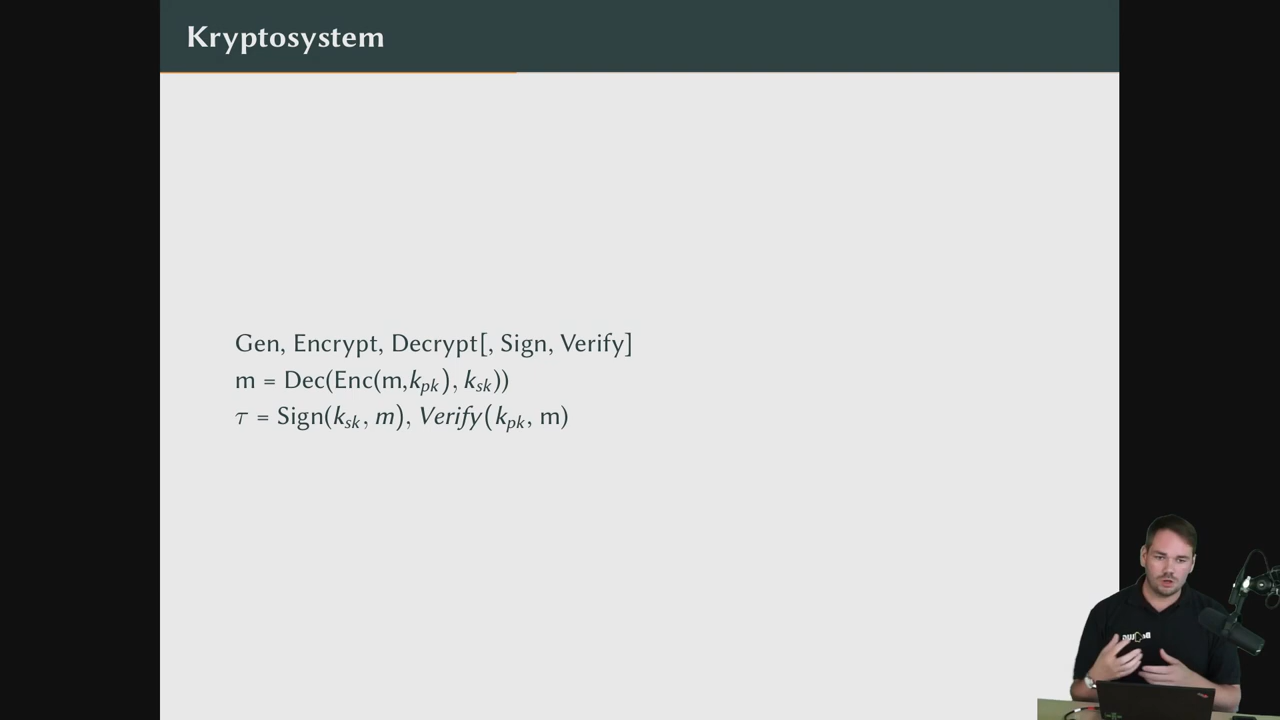 Kryptosystem
Gen, Encrypt, Decrypt[, Sign, Verify]
m = Dec(Enc(m,k_pk), k_sk))
τ = Sign(k_sk, m), Verify(k_pk, m)